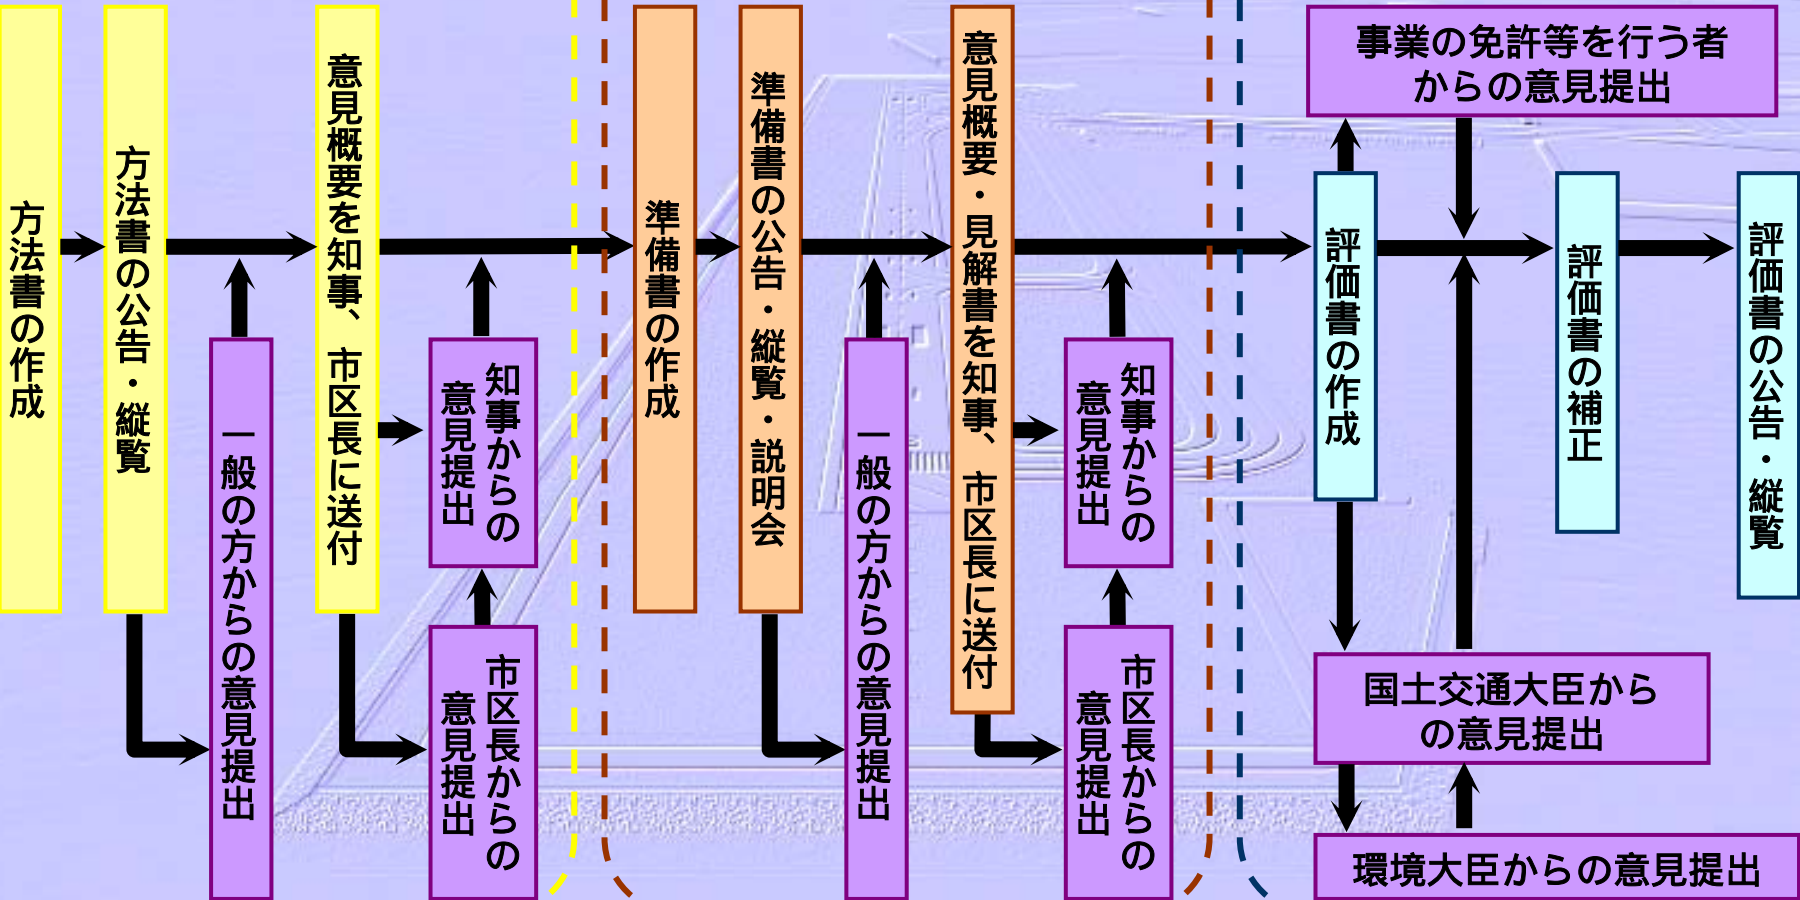 方法書の作成
方法書の公告・縦覧
一般の方からの意見提出
意見概要を知事、市区長に送付
知事からの
意見提出
市区長からの
意見提出
準備書の作成
準備書の公告・縦覧・説明会
一般の方からの意見提出
意見概要・見解書を知事、市区長に送付
知事からの
意見提出
市区長からの
意見提出
事業の免許等を行う者
からの意見提出
評価書の作成
国土交通大臣から
の意見提出
環境大臣からの意見提出
評価書の補正
評価書の公告・縦覧